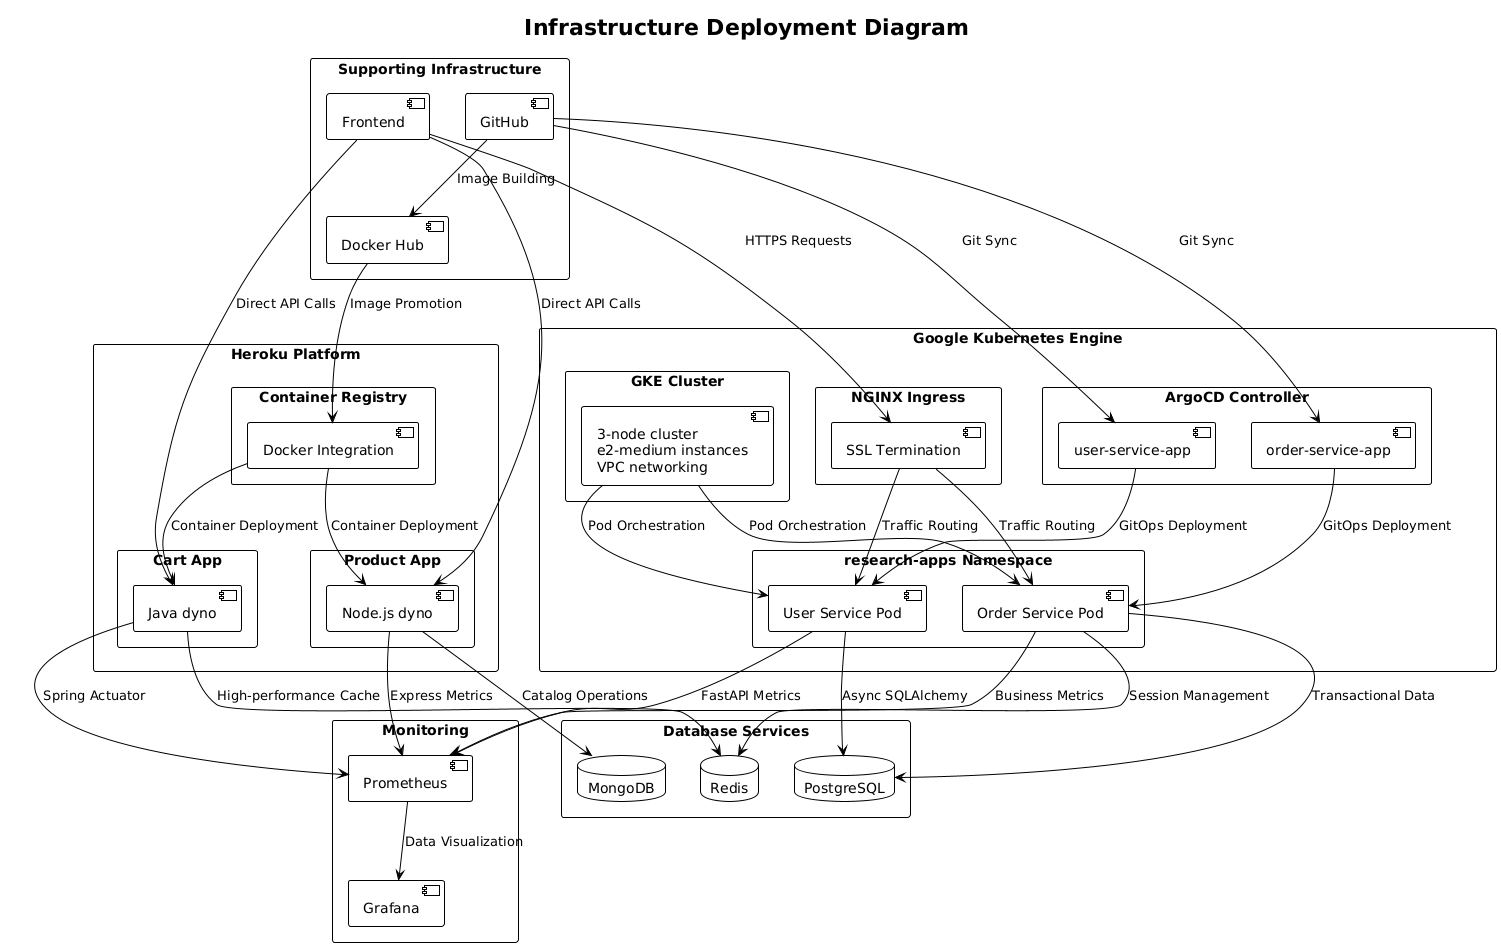 Infrastructure Deployment Diagram
Supporting Infrastructure
Frontend
GitHub
Image Building
Docker Hub
HTTPS Requests
Git Sync
Git Sync
Direct API Calls
Image Promotion
Direct API Calls
Google Kubernetes Engine
Heroku Platform
GKE Cluster
Container Registry
NGINX Ingress
ArgoCD Controller
3-node cluster
e2-medium instances
VPC networking
Docker Integration
SSL Termination
user-service-app
order-service-app
Container Deployment
Container Deployment
Pod Orchestration
Pod Orchestration
Traffic Routing
Traffic Routing
GitOps Deployment
GitOps Deployment
Cart App
Product App
research-apps Namespace
Java dyno
Node.js dyno
User Service Pod
Order Service Pod
Spring Actuator
High-performance Cache
Express Metrics
Catalog Operations
FastAPI Metrics
Async SQLAlchemy
Business Metrics
Session Management
Transactional Data
Monitoring
Database Services
Prometheus
MongoDB
Redis
PostgreSQL
Data Visualization
Grafana